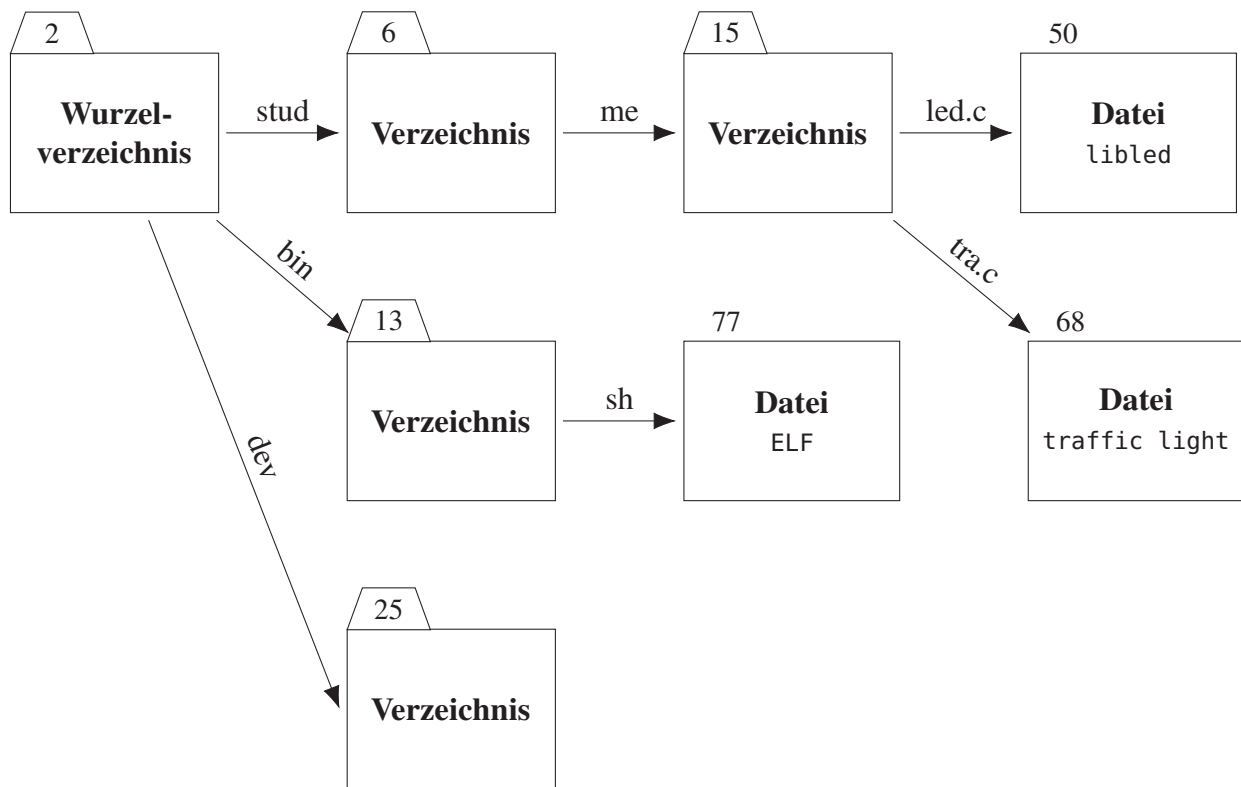 2
Wurzel-
verzeichnis
stud
6
Verzeichnis
me
15
Verzeichnis
led.c
50
Datei
libled
bin
tra.c
13
Verzeichnis
sh
77
Datei
ELF
68
Datei
traffic light
dev
25
Verzeichnis